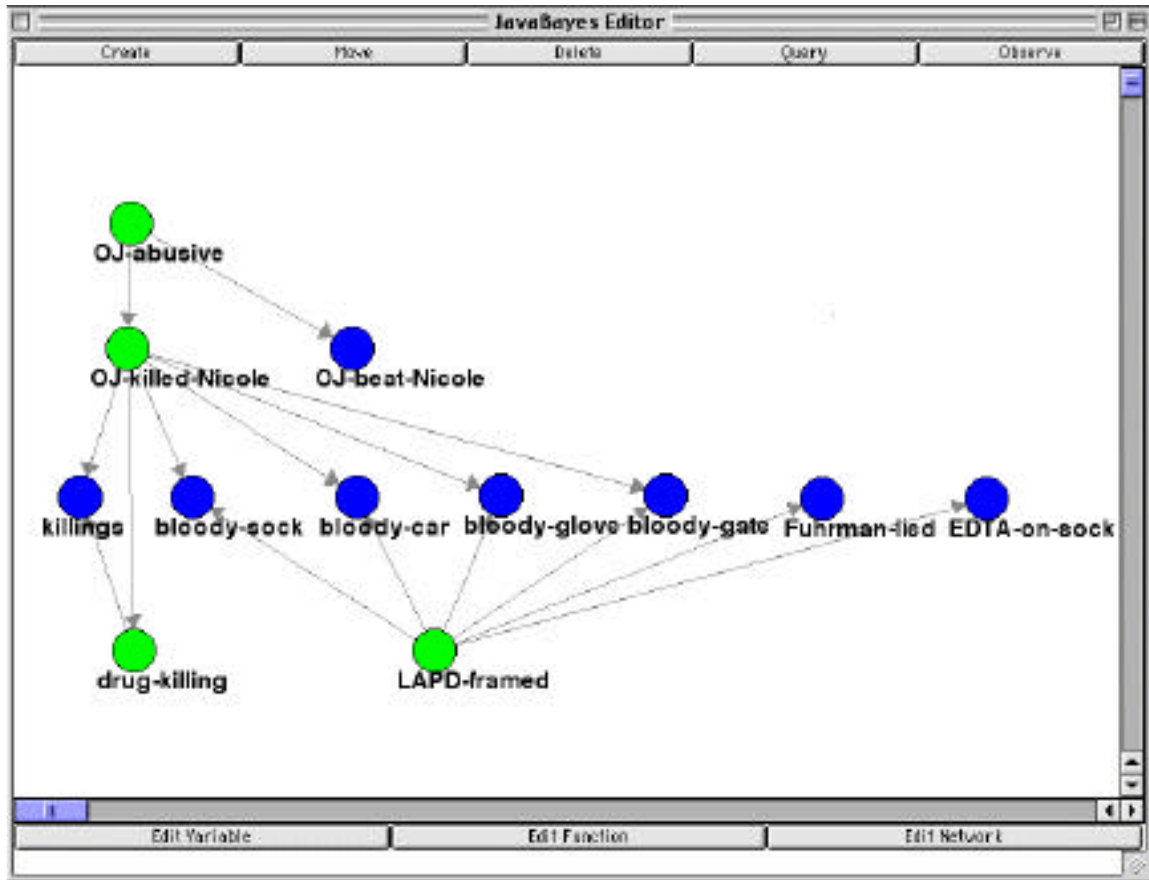 JavaBayes Editor
Create Move Delete Query Observe
OJ-abusive
OJ-killed-Nicole OJ-beat-Nicole
killings bloody-sock bloody-car bloody-glove bloody-gate Fuhrman-lied EDTA-on-sock
drug-killing LAPD-framed
Edit Variable Edit Function Edit Network